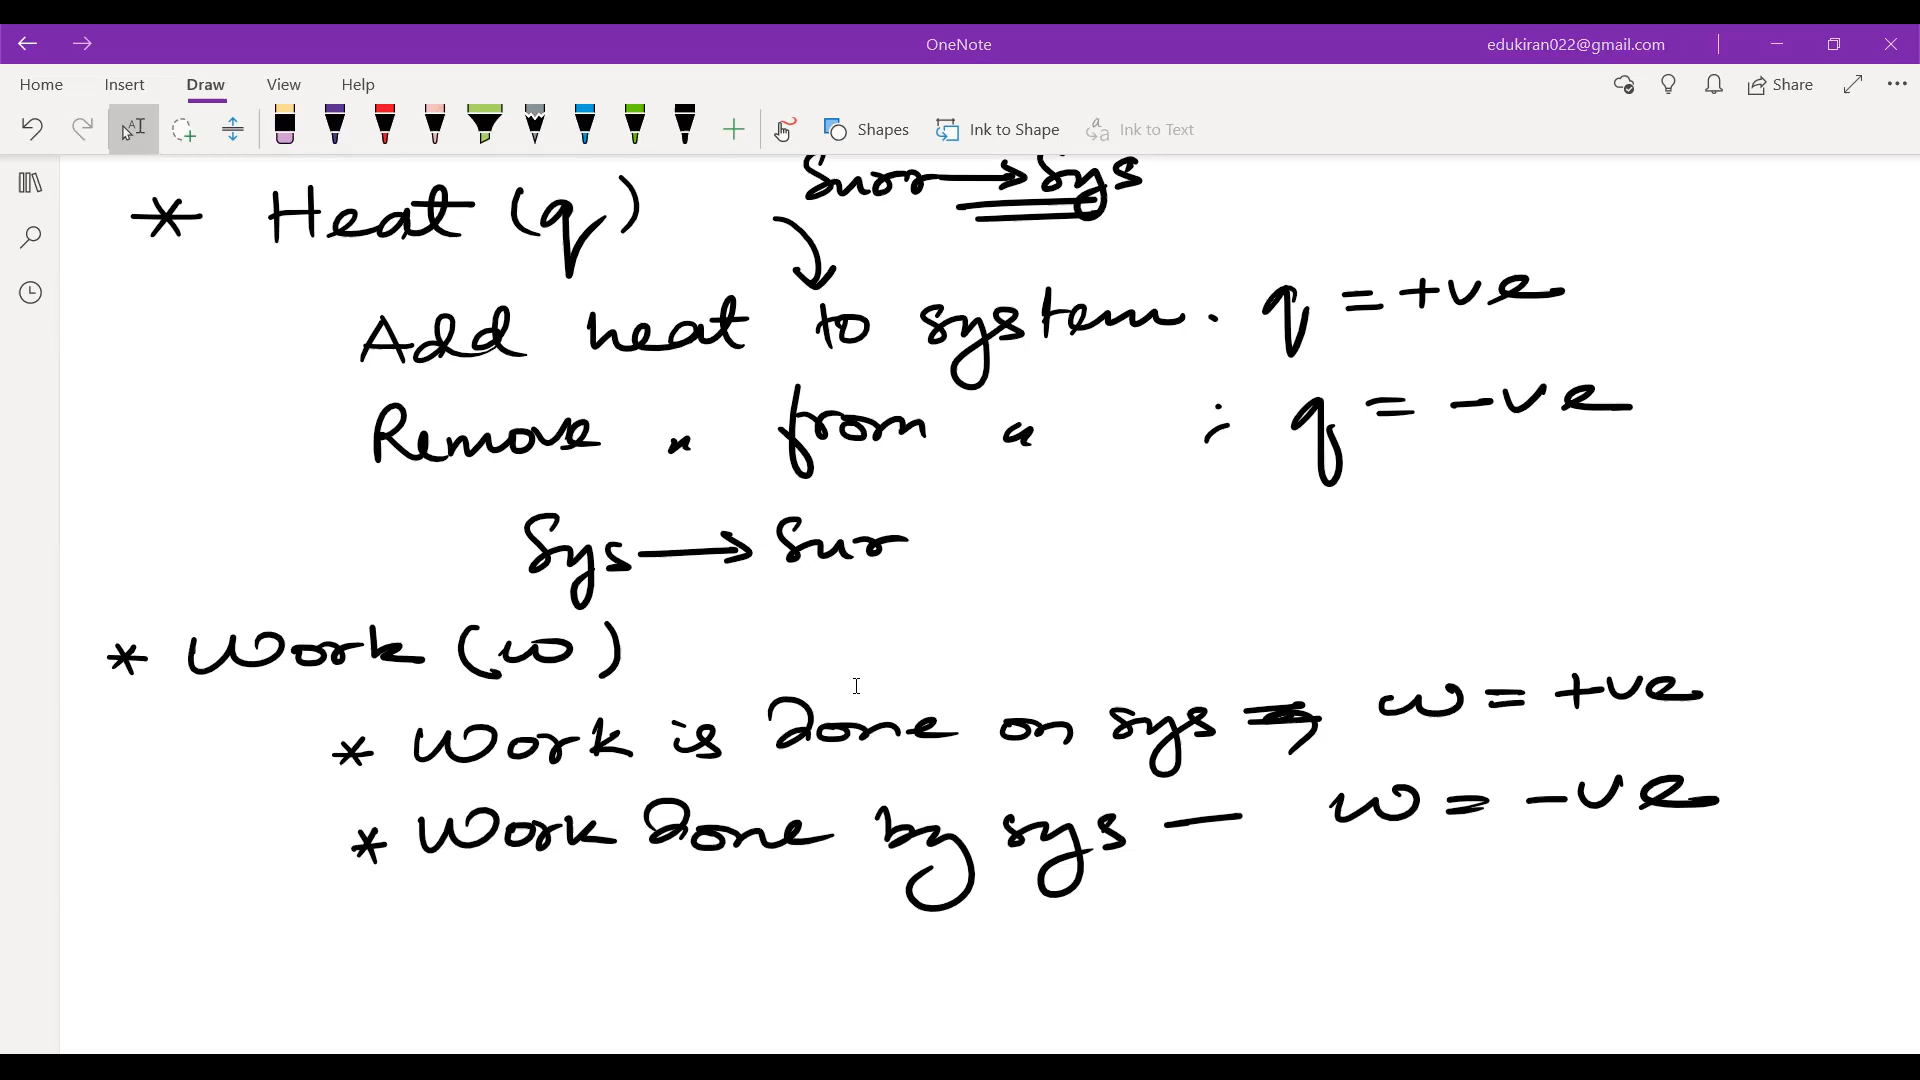 OneNote
edukiran022@gmail.com
Home Insert Draw View Help
Share
Shapes Ink to Shape Ink to Text
Surr → Sys
* Heat (q)
Add heat to system. q = +ve
Remove " from " : q = -ve
Sys → Sur
* Work (w)
* Work is done on sys ⇒ w = +ve
* Work done by sys — w = -ve